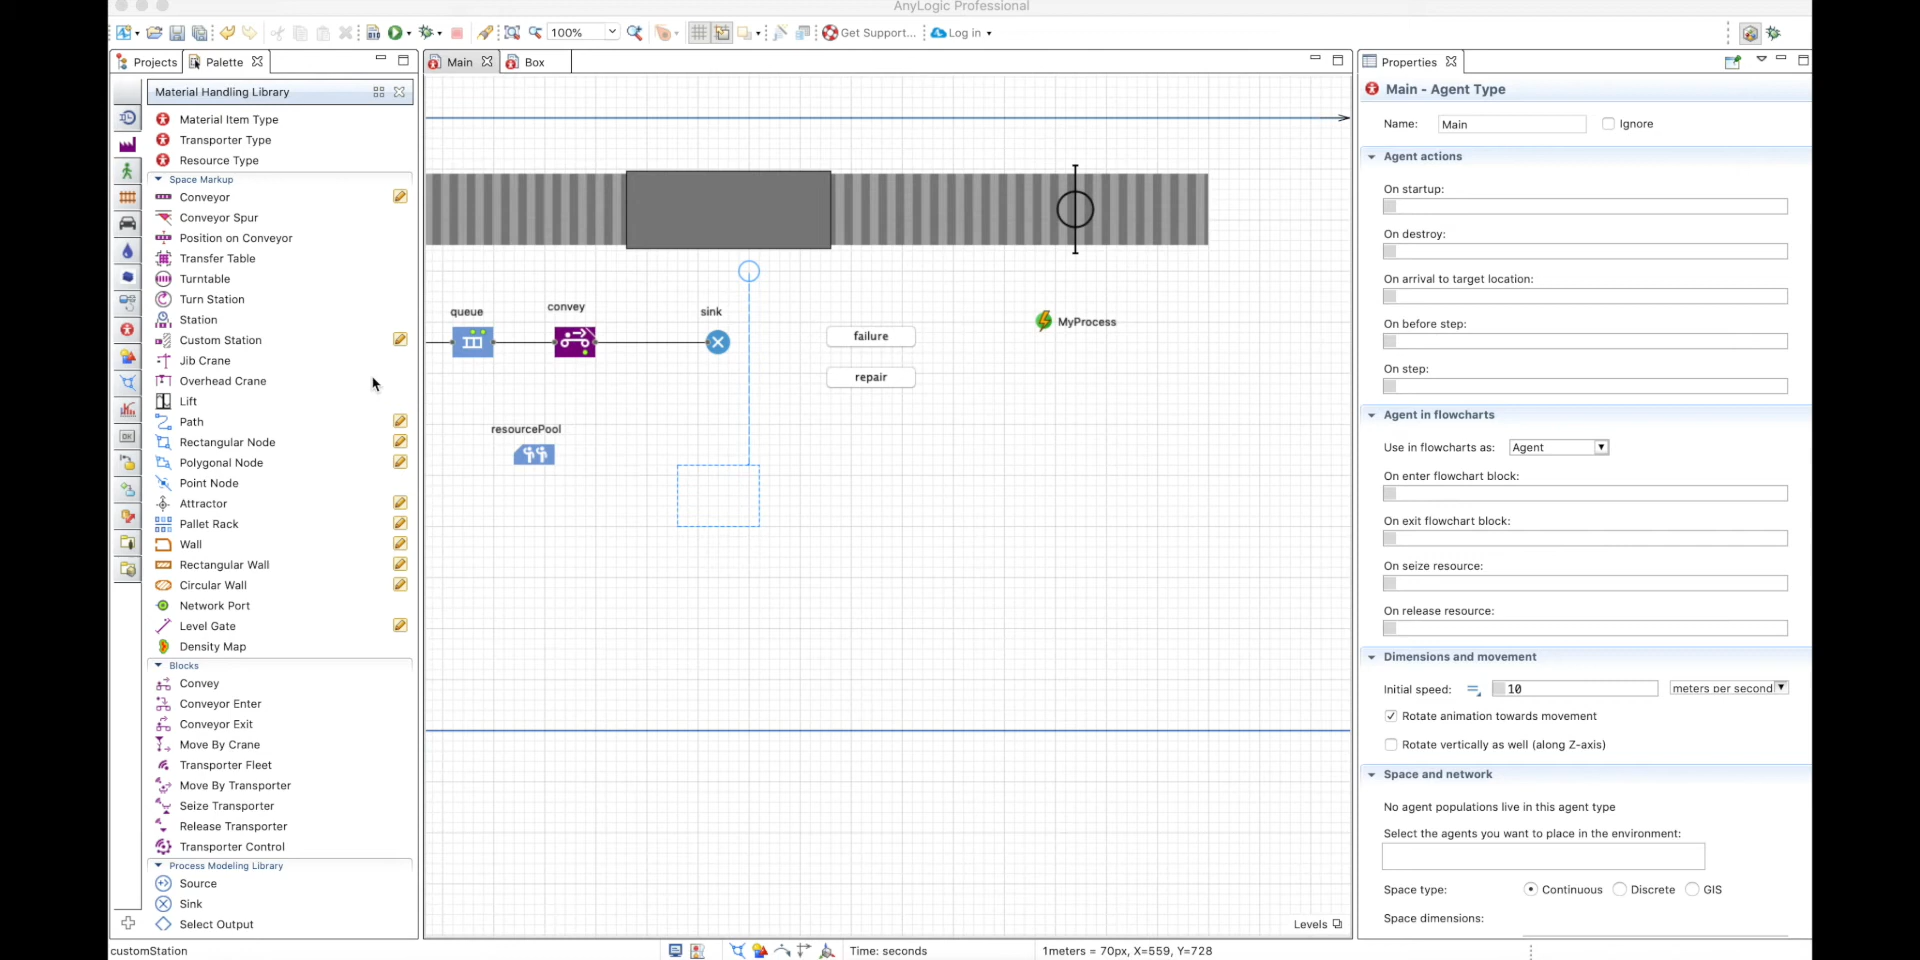 AnyLogic Professional
100%
Get Support...
Log in
Projects
Palette
Main
Box
Properties
Material Handling Library
Material Item Type
Transporter Type
Resource Type
Space Markup
Conveyor
Conveyor Spur
Position on Conveyor
Transfer Table
Turntable
Turn Station
Station
Custom Station
Jib Crane
Overhead Crane
Lift
Path
Rectangular Node
Polygonal Node
Point Node
Attractor
Pallet Rack
Wall
Rectangular Wall
Circular Wall
Network Port
Level Gate
Density Map
Blocks
Convey
Conveyor Enter
Conveyor Exit
Move By Crane
Transporter Fleet
Move By Transporter
Seize Transporter
Release Transporter
Transporter Control
Process Modeling Library
Source
Sink
Select Output
queue
convey
sink
failure
repair
MyProcess
resourcePool
Levels
Main - Agent Type
Name:
Main
Ignore
Agent actions
On startup:
On destroy:
On arrival to target location:
On before step:
On step:
Agent in flowcharts
Use in flowcharts as:
Agent
On enter flowchart block:
On exit flowchart block:
On seize resource:
On release resource:
Dimensions and movement
Initial speed:
10
meters per second
Rotate animation towards movement
Rotate vertically as well (along Z-axis)
Space and network
No agent populations live in this agent type
Select the agents you want to place in the environment:
Space type:
Continuous
Discrete
GIS
Space dimensions:
customStation
Time: seconds
1meters = 70px, X=559, Y=728